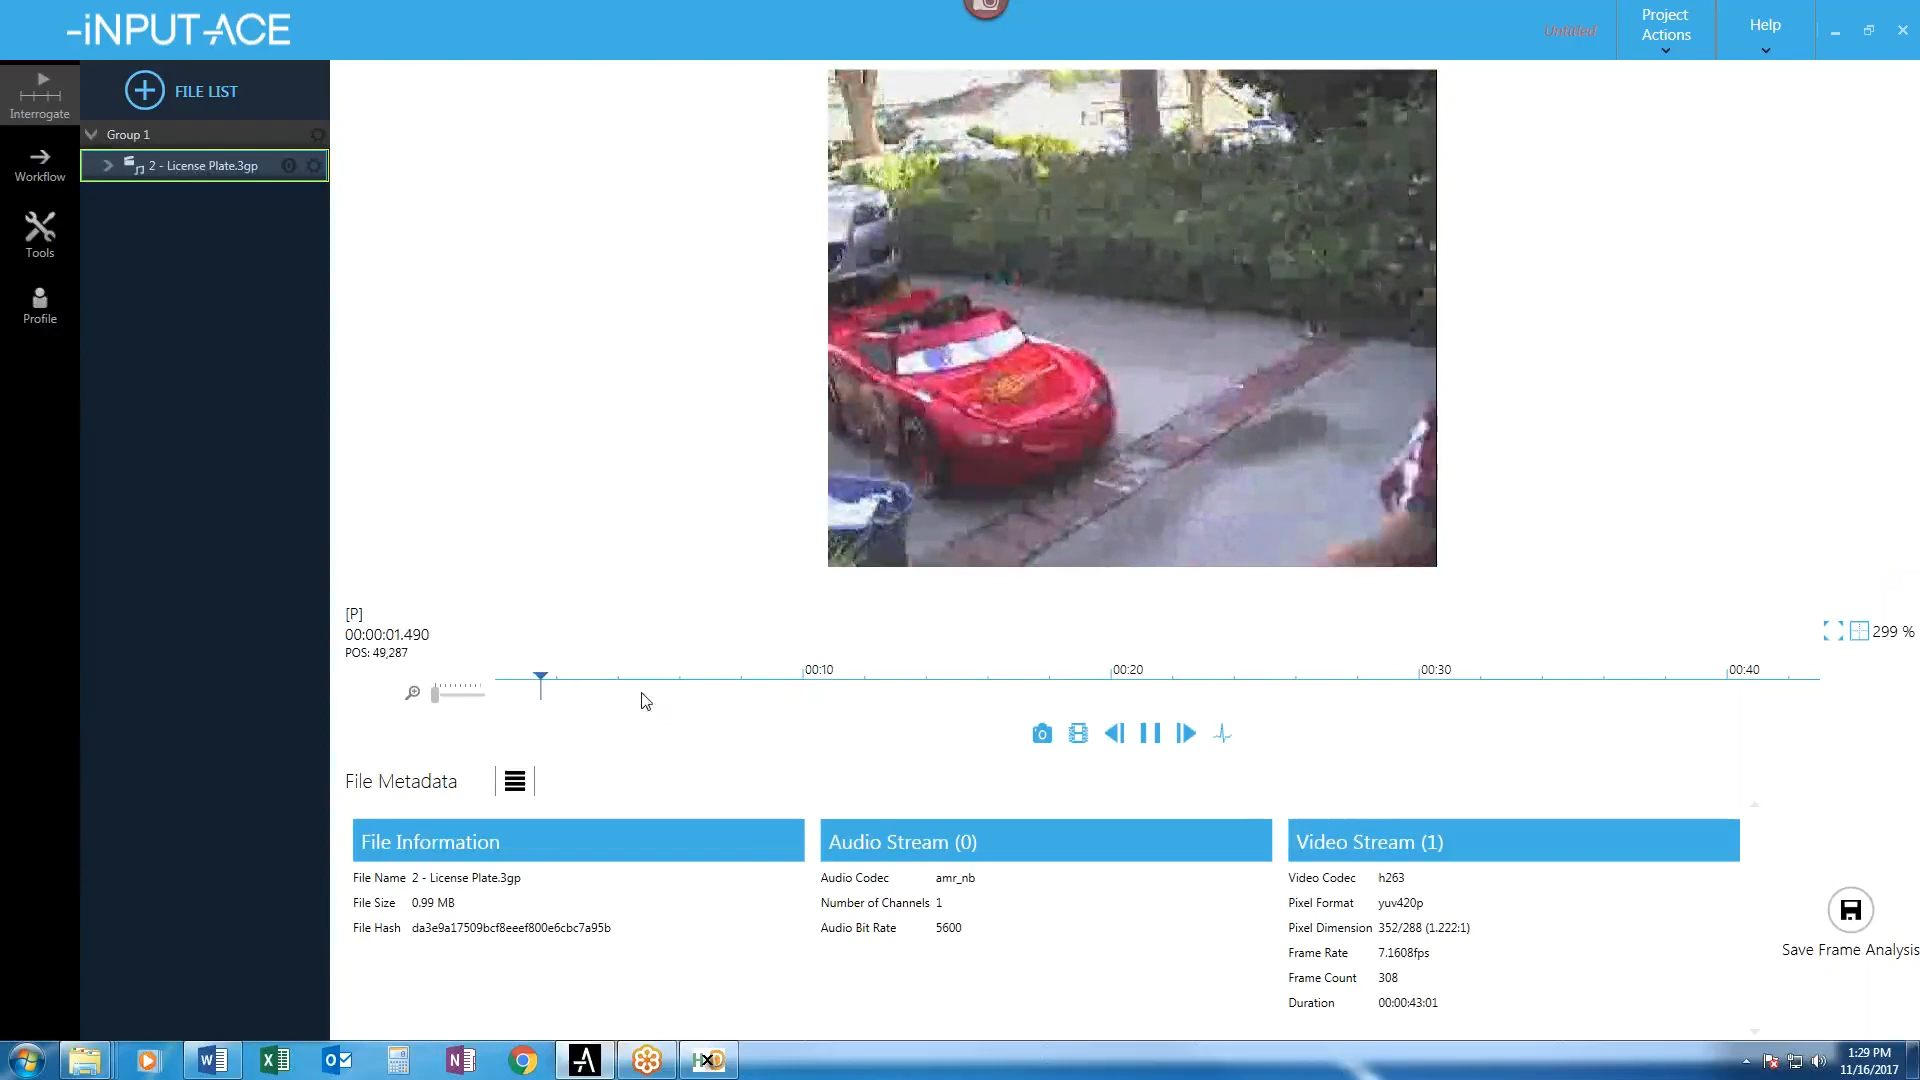 -iNPUT-ACE
Untitled
Project Actions
Help
Interrogate
Workflow
Tools
Profile
FILE LIST
Group 1
2 - License Plate.3gp
[P]
00:00:01.490
POS: 49,287
299 %
00:10
00:20
00:30
00:40
File Metadata
File Information
File Name 2 - License Plate.3gp
File Size 0.99 MB
File Hash da3e9a17509bcf8eeef800e6cbc7a95b
Audio Stream (0)
Audio Codec amr_nb
Number of Channels 1
Audio Bit Rate 5600
Video Stream (1)
Video Codec h263
Pixel Format yuv420p
Pixel Dimension 352/288 (1.222:1)
Frame Rate 7.1608fps
Frame Count 308
Duration 00:00:43:01
Save Frame Analysis
1:29 PM
11/16/2017